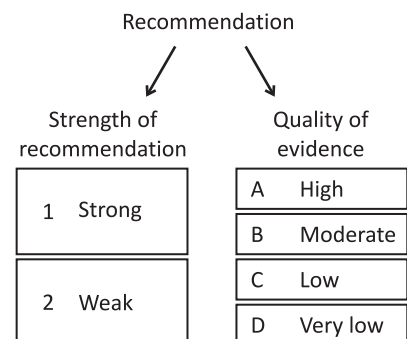 Recommendation
Strength of
recommendation
1 Strong
2 Weak
Quality of
evidence
A High
B Moderate
C Low
D Very low